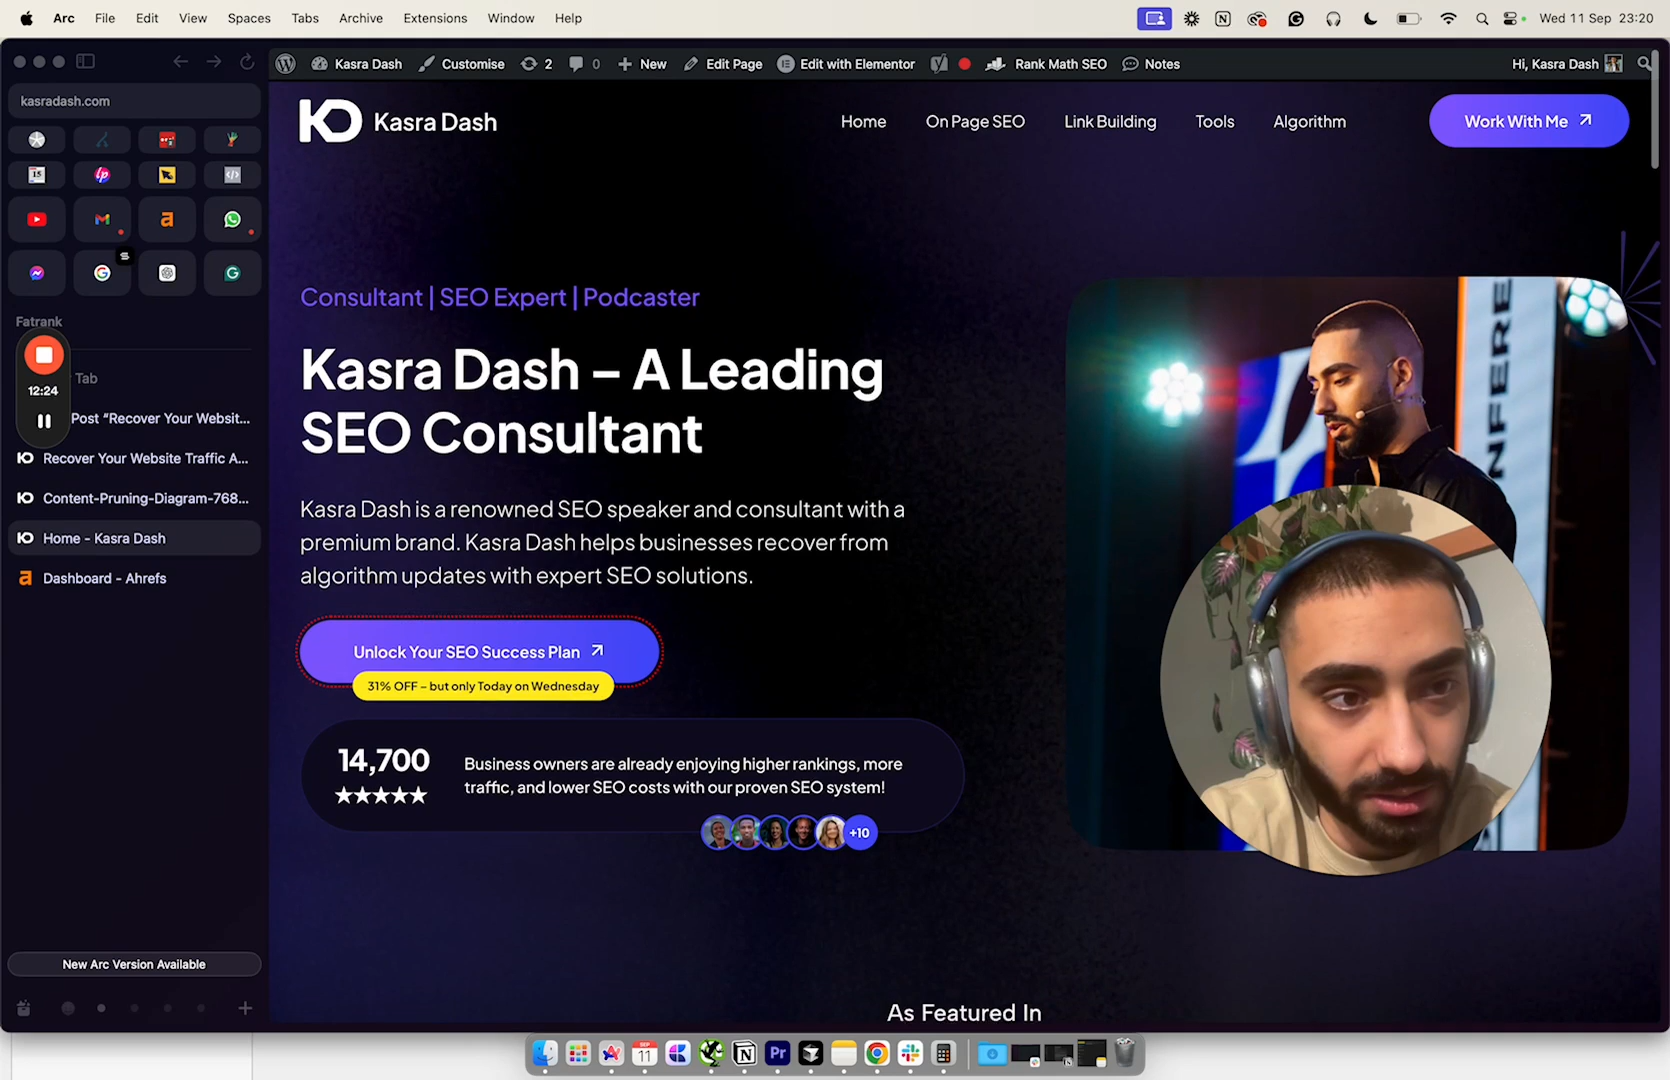 Arc File Edit View Spaces Tabs Archive Extensions Window Help
Wed 11 Sep 23:20
Kasra Dash Customise 2 0 New Edit Page Edit with Elementor Rank Math SEO Notes
Hi, Kasra Dash
kasradash.com
KD Kasra Dash
Home On Page SEO Link Building Tools Algorithm
Work With Me
Fatrank
12:24
Tab
Post “Recover Your Websit...
Recover Your Website Traffic A...
Content-Pruning-Diagram-768...
Home - Kasra Dash
Dashboard - Ahrefs
New Arc Version Available
Consultant | SEO Expert | Podcaster
Kasra Dash – A Leading
SEO Consultant
Kasra Dash is a renowned SEO speaker and consultant with a
premium brand. Kasra Dash helps businesses recover from
algorithm updates with expert SEO solutions.
Unlock Your SEO Success Plan
31% OFF – but only Today on Wednesday
14,700
Business owners are already enjoying higher rankings, more
traffic, and lower SEO costs with our proven SEO system!
+10
NFERE
As Featured In
SEP
11
Pr